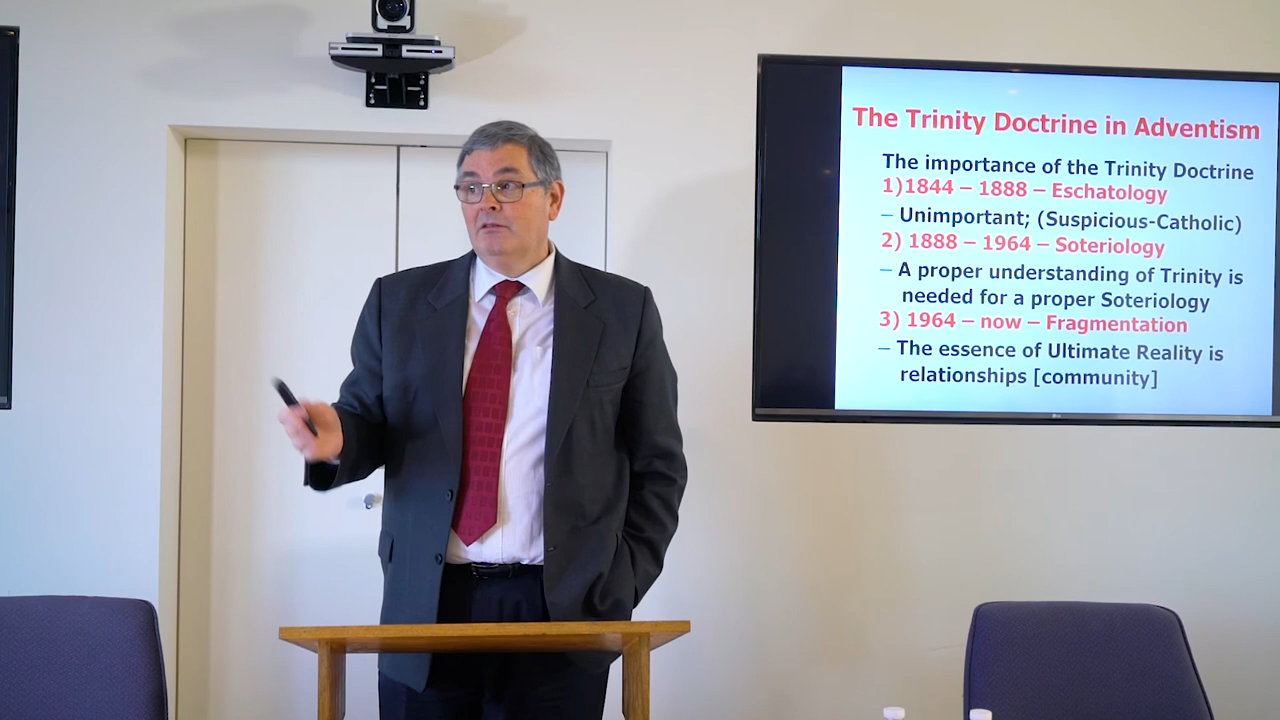 The Trinity Doctrine in Adventism
The importance of the Trinity Doctrine
1)1844 – 1888 – Eschatology
– Unimportant; (Suspicious-Catholic)
2) 1888 – 1964 – Soteriology
– A proper understanding of Trinity is
needed for a proper Soteriology
3) 1964 – now – Fragmentation
– The essence of Ultimate Reality is
relationships [community]
LG